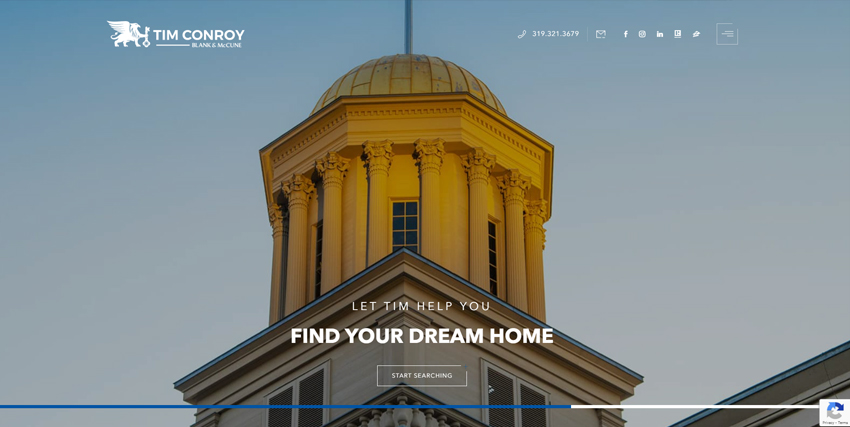 TIM CONROY
BLANK & McCUNE
319.321.3679
LET TIM HELP YOU
FIND YOUR DREAM HOME
START SEARCHING
Privacy - Terms